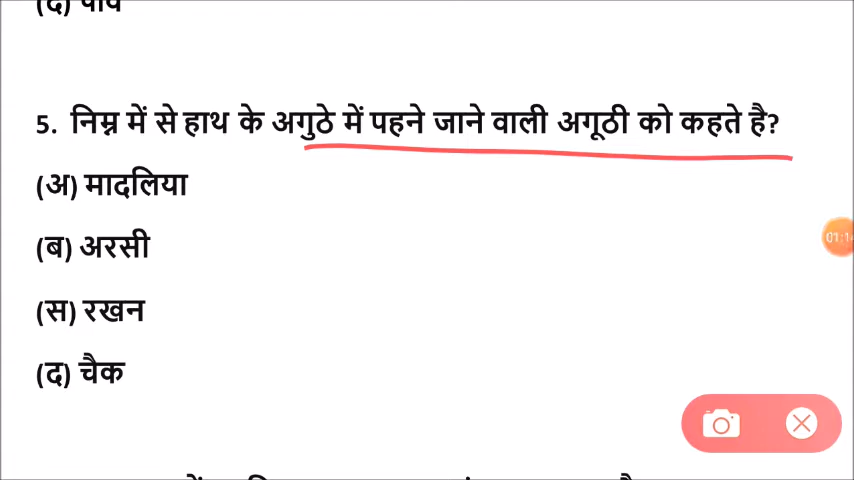 (द) पांव
5. निम्न में से हाथ के अगुठे में पहने जाने वाली अगूठी को कहते है?
(अ) मादलिया
(ब) अरसी
(स) रखन
(द) चैक